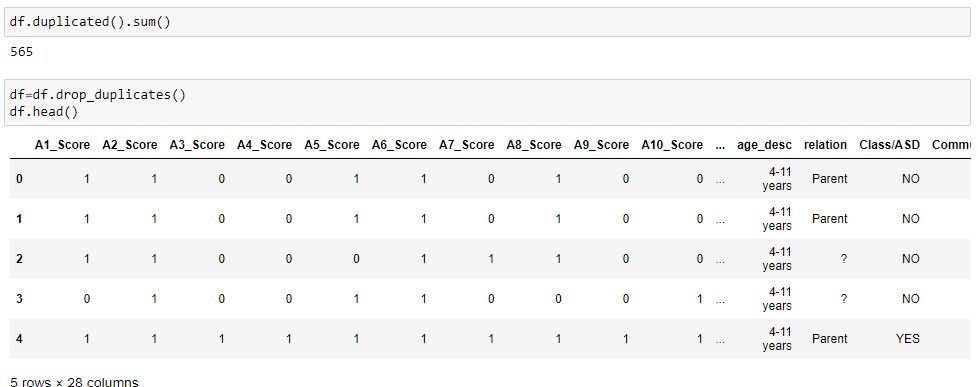 df.duplicated().sum()
565
df=df.drop_duplicates()
df.head()
A1_Score A2_Score A3_Score A4_Score A5_Score A6_Score A7_Score A8_Score A9_Score A10_Score ... age_desc relation Class/ASD Commu
0 1 1 0 0 1 1 0 1 0 0 ... 4-11 years Parent NO
1 1 1 0 0 1 1 0 1 0 0 ... 4-11 years Parent NO
2 1 1 0 0 0 1 1 1 0 0 ... 4-11 years ? NO
3 0 1 0 0 1 1 0 0 0 1 ... 4-11 years ? NO
4 1 1 1 1 1 1 1 1 1 1 ... 4-11 years Parent YES
5 rows × 28 columns